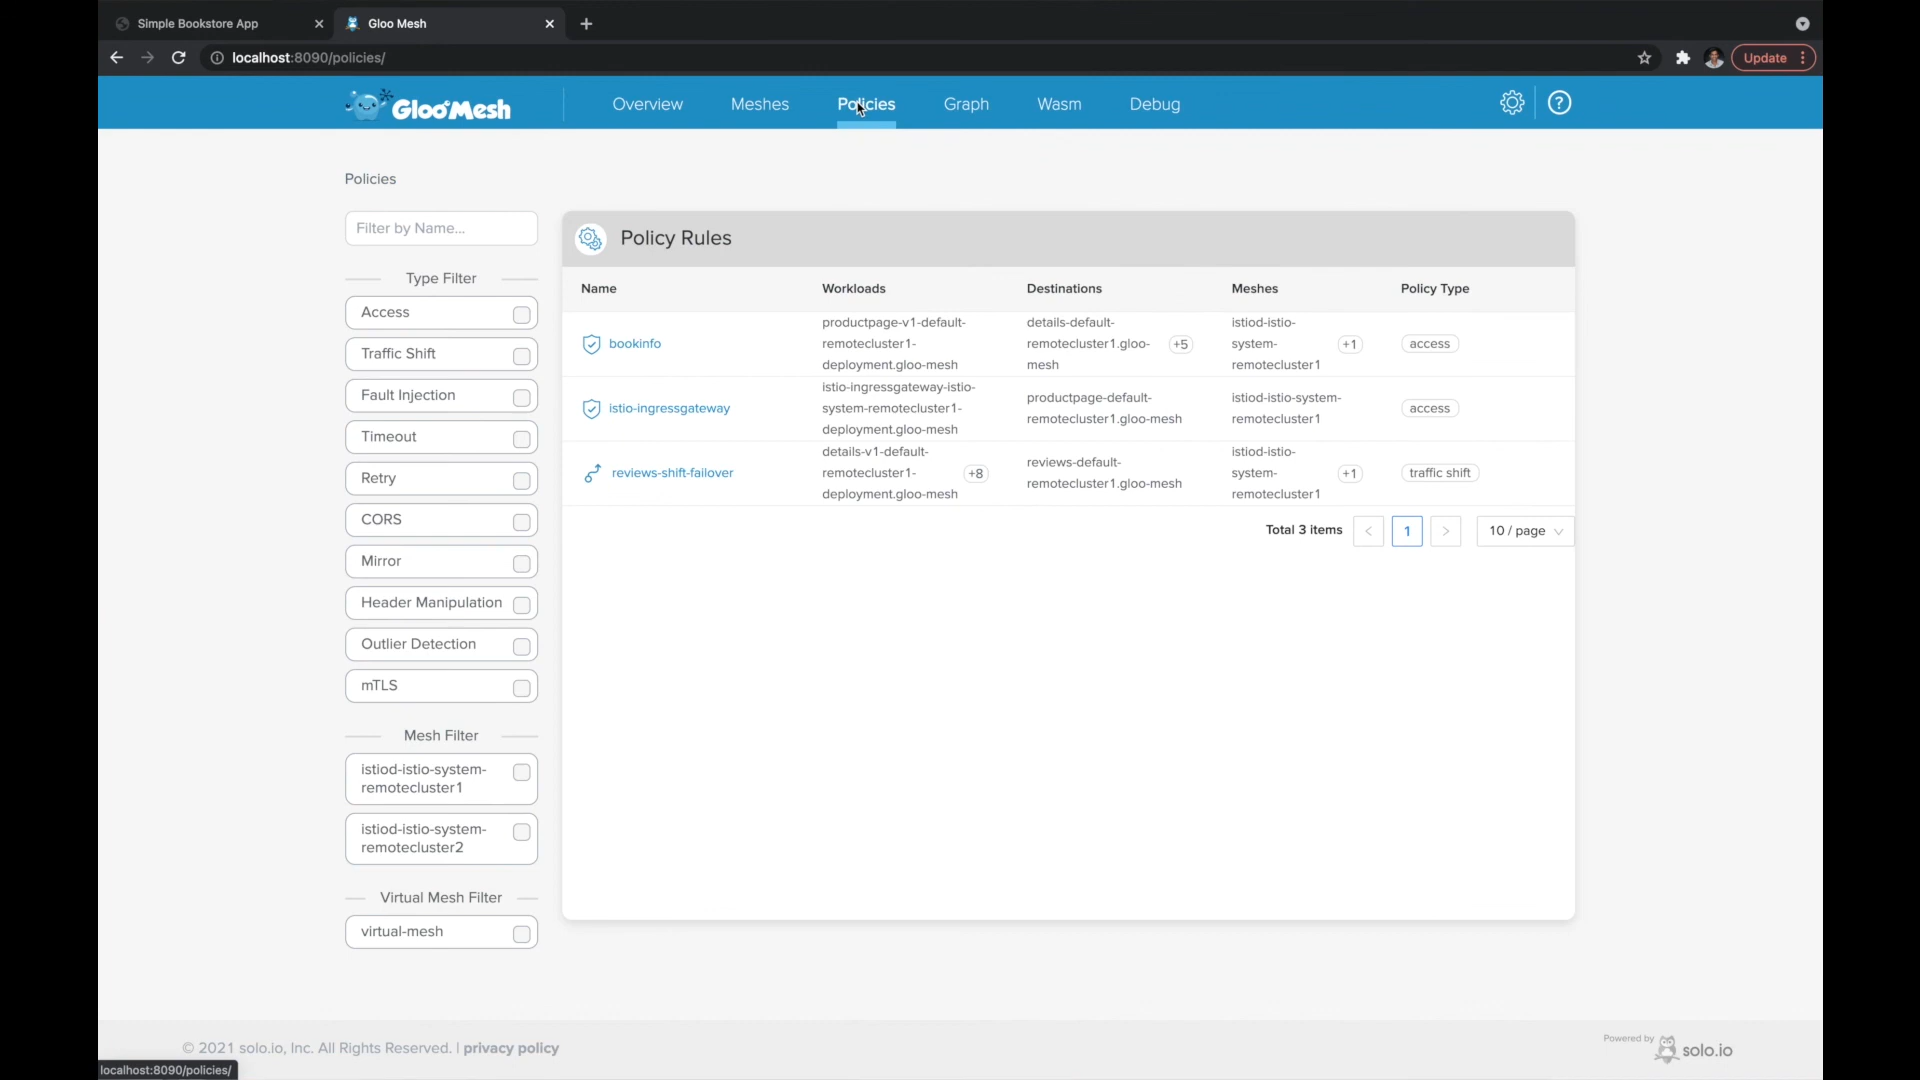 Simple Bookstore App
Gloo Mesh
localhost:8090/policies/
Update
Gloo Mesh
Overview
Meshes
Policies
Graph
Wasm
Debug
?
Policies
Filter by Name...
Type Filter
Access
Traffic Shift
Fault Injection
Timeout
Retry
CORS
Mirror
Header Manipulation
Outlier Detection
mTLS
Mesh Filter
istiod-istio-system-
remotecluster1
istiod-istio-system-
remotecluster2
Virtual Mesh Filter
virtual-mesh
Policy Rules
Name Workloads Destinations Meshes Policy Type
bookinfo
productpage-v1-default-
remotecluster1-
deployment.gloo-mesh
details-default-
remotecluster1.gloo-
mesh
+5
istiod-istio-
system-
remotecluster1
+1
access
istio-ingressgateway
istio-ingressgateway-istio-
system-remotecluster1-
deployment.gloo-mesh
productpage-default-
remotecluster1.gloo-mesh
istiod-istio-system-
remotecluster1
access
reviews-shift-failover
details-v1-default-
remotecluster1-
deployment.gloo-mesh
+8
reviews-default-
remotecluster1.gloo-mesh
istiod-istio-
system-
remotecluster1
+1
traffic shift
Total 3 items < 1 > 10 / page
© 2021 solo.io, Inc. All Rights Reserved. | privacy policy
Powered by
solo.io
localhost:8090/policies/